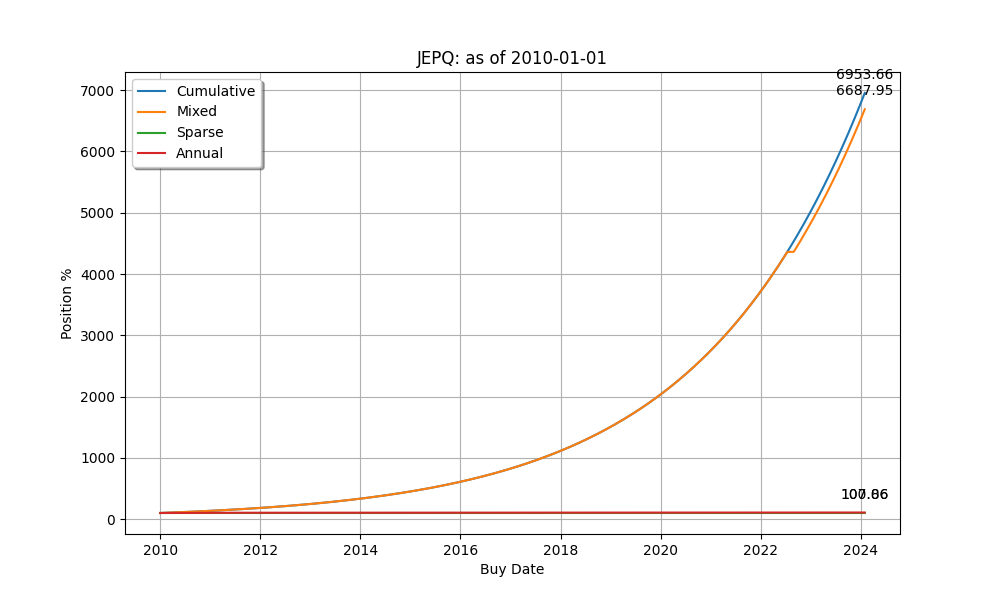 JEPQ: as of 2010-01-01
6953.66
6687.95
Cumulative
Mixed
Sparse
Annual
7000
6000
5000
4000
3000
2000
1000
0
Position %
2010 2012 2014 2016 2018 2020 2022 2024
Buy Date